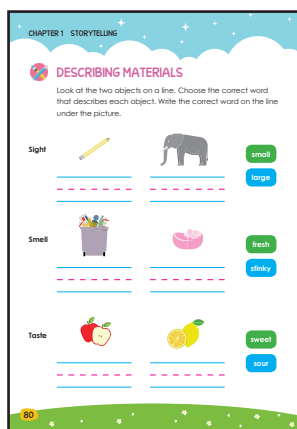 CHAPTER 1 STORYTELLING
DESCRIBING MATERIALS
Look at the two objects on a line. Choose the correct word
that describes each object. Write the correct word on the line
under the picture.
Sight
small
large
Smell
fresh
stinky
Taste
sweet
sour
80